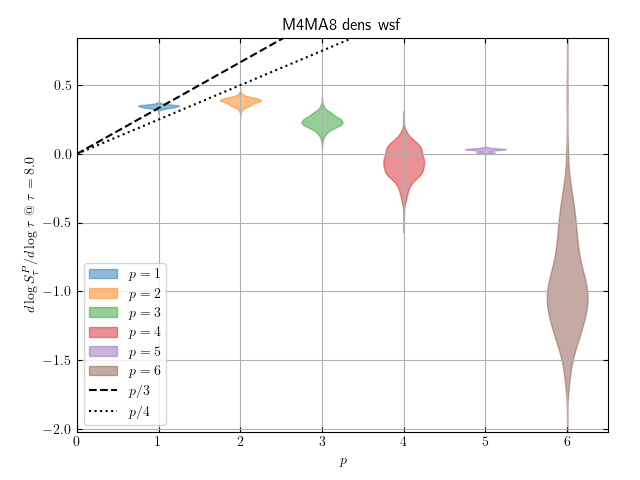 M4MA8 dens wsf
d log S_τ^P / d log τ @ τ = 8.0
0.5
0.0
−0.5
−1.0
−1.5
−2.0
p = 1
p = 2
p = 3
p = 4
p = 5
p = 6
p/3
p/4
0 1 2 3 4 5 6
p